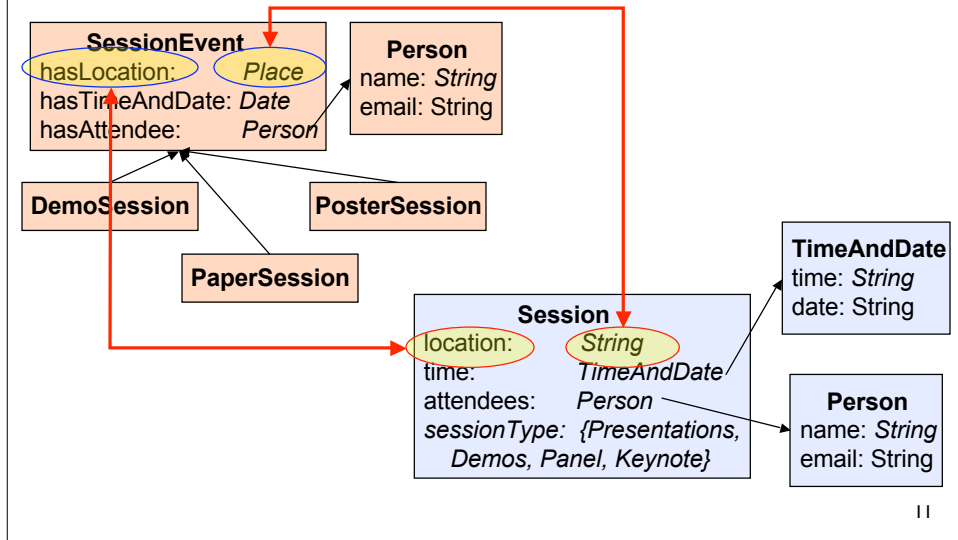 SessionEvent
hasLocation: Place
hasTimeAndDate: Date
hasAttendee: Person
Person
name: String
email: String
DemoSession
PosterSession
PaperSession
TimeAndDate
time: String
date: String
Session
location: String
time: TimeAndDate
attendees: Person
sessionType: {Presentations,
Demos, Panel, Keynote}
Person
name: String
email: String
11